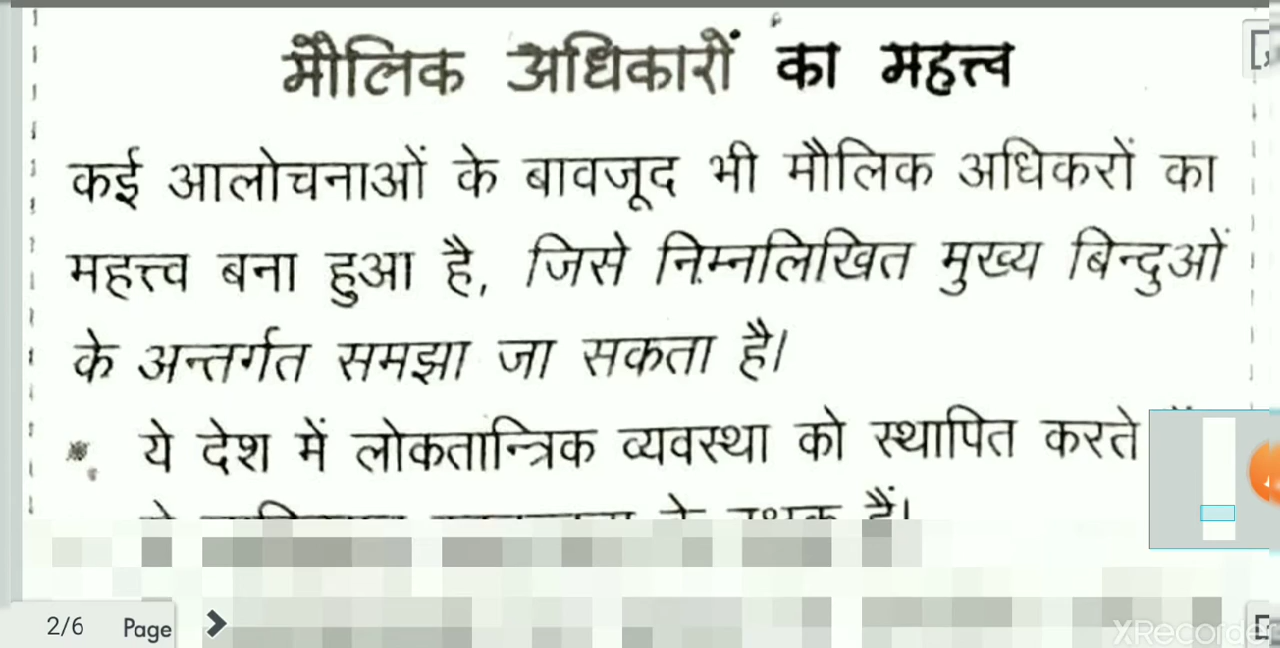 मौलिक अधिकारों का महत्त्व
कई आलोचनाओं के बावजूद भी मौलिक अधिकरों का
महत्त्व बना हुआ है, जिसे निम्नलिखित मुख्य बिन्दुओं
के अन्तर्गत समझा जा सकता है।
ये देश में लोकतान्त्रिक व्यवस्था को स्थापित करते
हैं।
2/6 Page
XRecorder